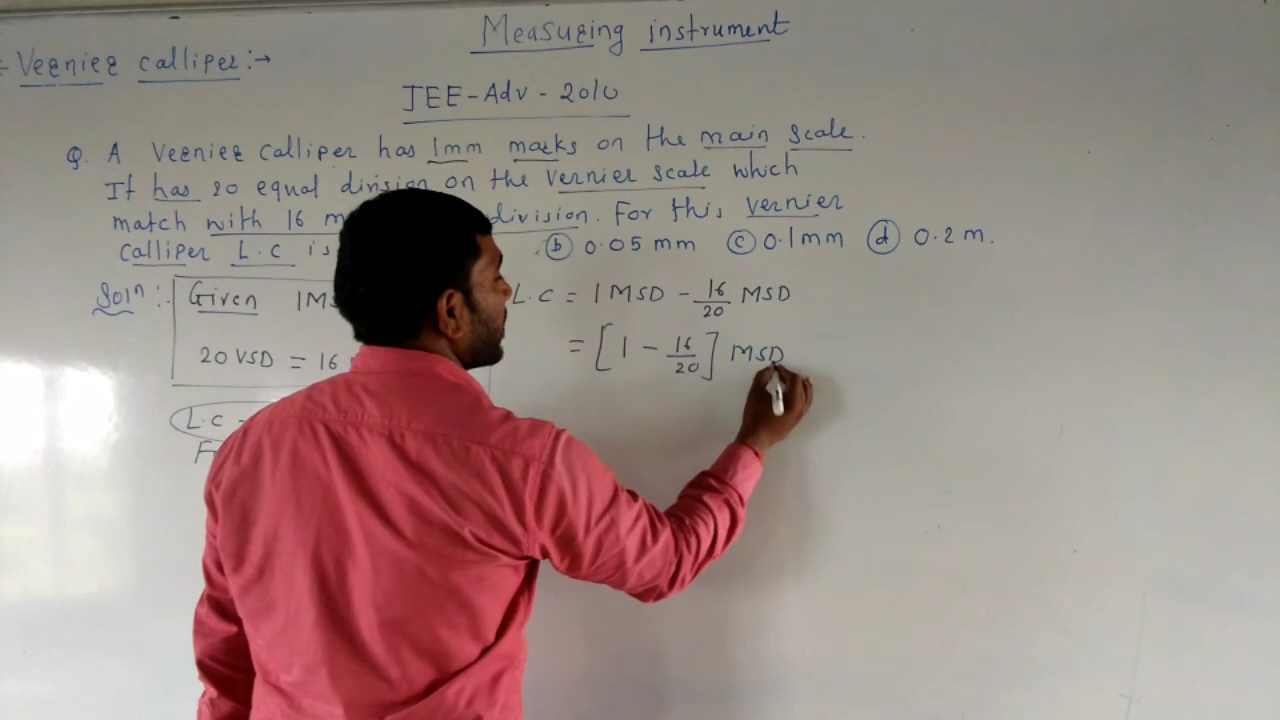 Measuring instrument
Vernier calliper :→
JEE-Adv - 2010
Q. A Vernier Calliper has 1mm marks on the main scale.
It has 20 equal division on the vernier scale which
match with 16 division. For this vernier
calliper L.C is (b) 0.05 mm (c) 0.1mm (d) 0.2 m.
Soln :- Given 1MS
L.C = 1 MSD - 16/20 MSD
20 VSD = 16
= [1 - 16/20] MSD
L.C